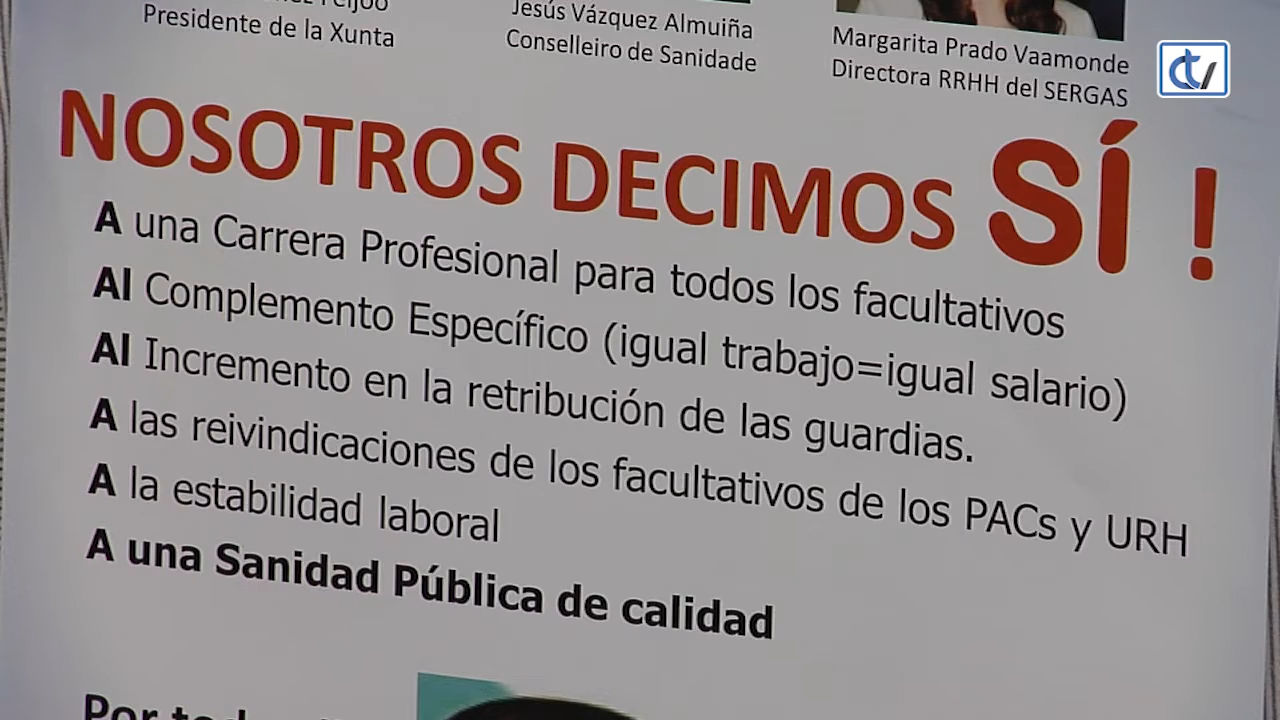 Presidente de la Xunta
Jesús Vázquez Almuiña
Conselleiro de Sanidade
Margarita Prado Vaamonde
Directora RRHH del SERGAS
NOSOTROS DECIMOS SÍ !
A una Carrera Profesional para todos los facultativos
Al Complemento Específico (igual trabajo=igual salario)
Al Incremento en la retribución de las guardias.
A las reivindicaciones de los facultativos de los PACs y URH
A la estabilidad laboral
A una Sanidad Pública de calidad
Por